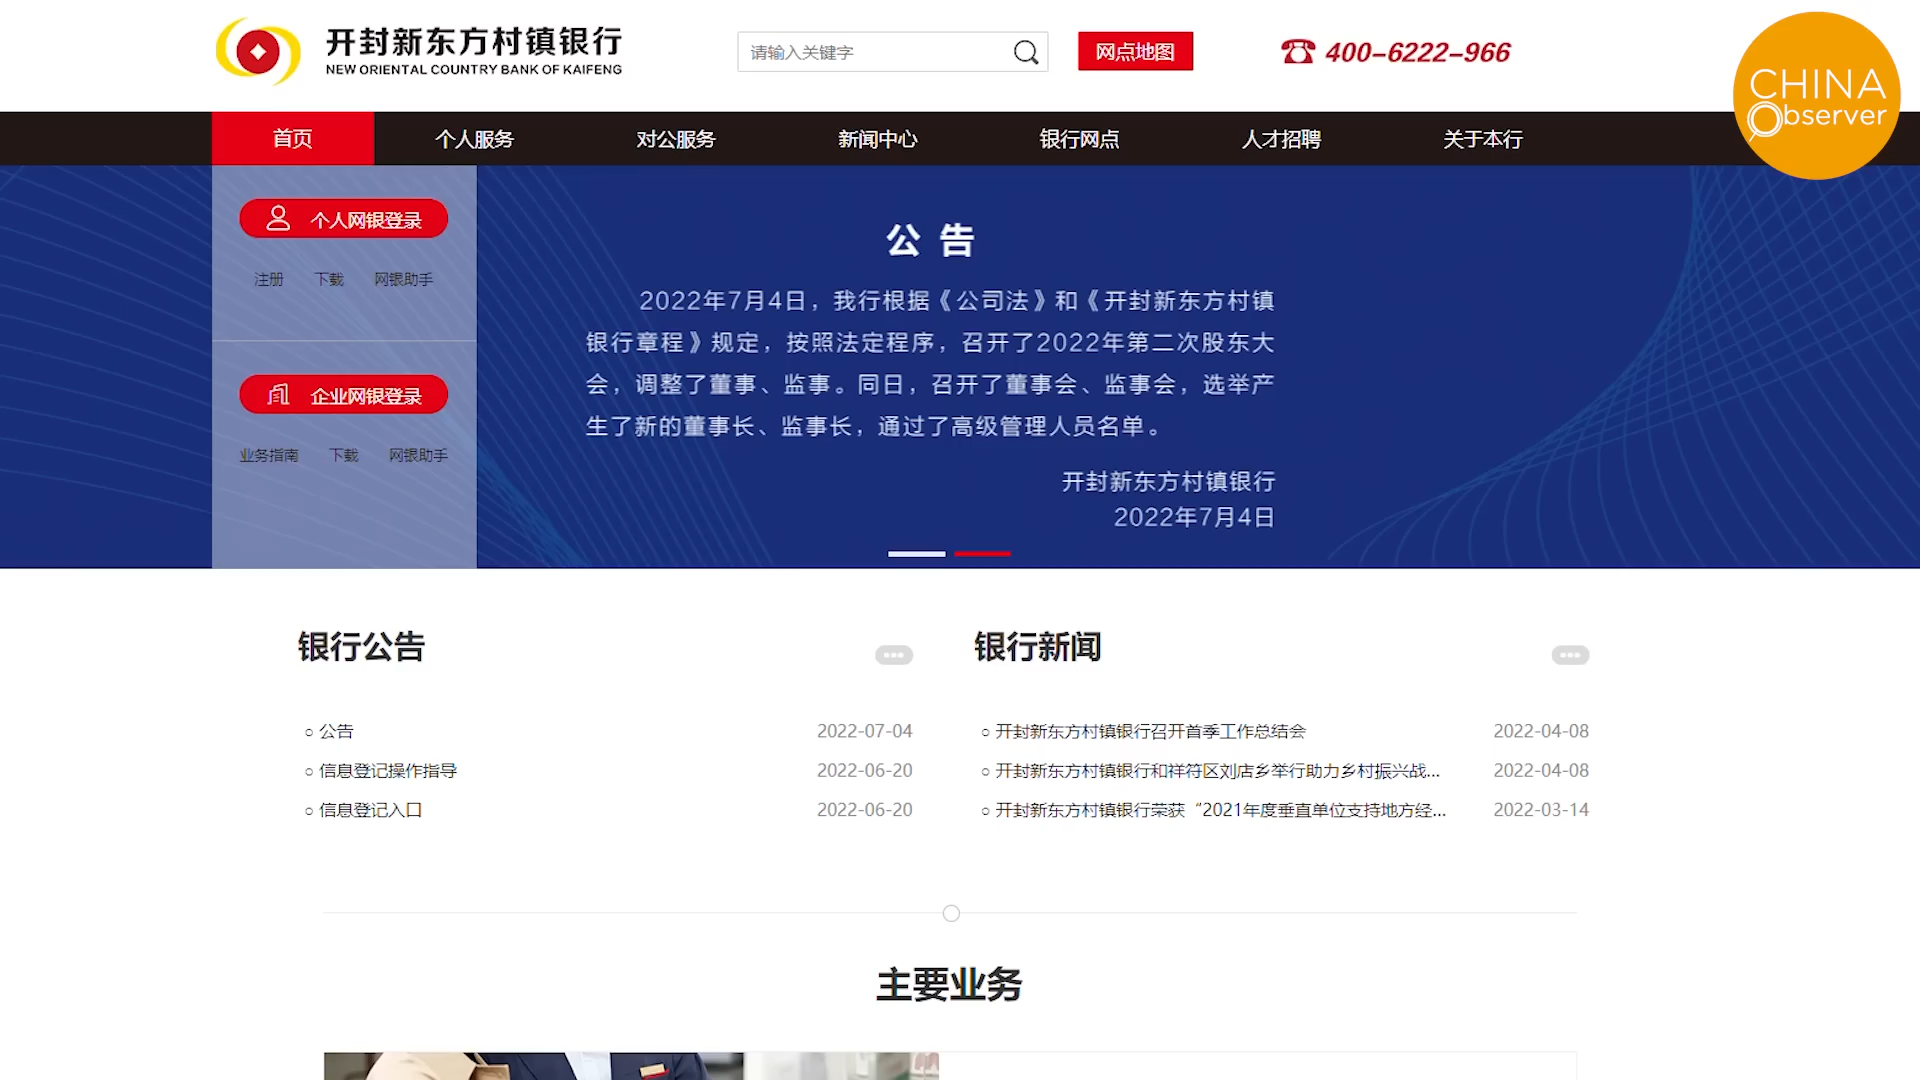 开封新东方村镇银行
NEW ORIENTAL COUNTRY BANK OF KAIFENG
请输入关键字
网点地图
400-6222-966
CHINA
Observer
首页
个人服务
对公服务
新闻中心
银行网点
人才招聘
关于本行
个人网银登录
注册 下载 网银助手
企业网银登录
业务指南 下载 网银助手
公 告
2022年7月4日，我行根据《公司法》和《开封新东方村镇
银行章程》规定，按照法定程序，召开了2022年第二次股东大
会，调整了董事、监事。同日，召开了董事会、监事会，选举产
生了新的董事长、监事长，通过了高级管理人员名单。
开封新东方村镇银行
2022年7月4日
银行公告
公告 2022-07-04
信息登记操作指导 2022-06-20
信息登记入口 2022-06-20
银行新闻
开封新东方村镇银行召开首季工作总结会 2022-04-08
开封新东方村镇银行和祥符区刘店乡举行助力乡村振兴战... 2022-04-08
开封新东方村镇银行荣获“2021年度垂直单位支持地方经... 2022-03-14
主要业务